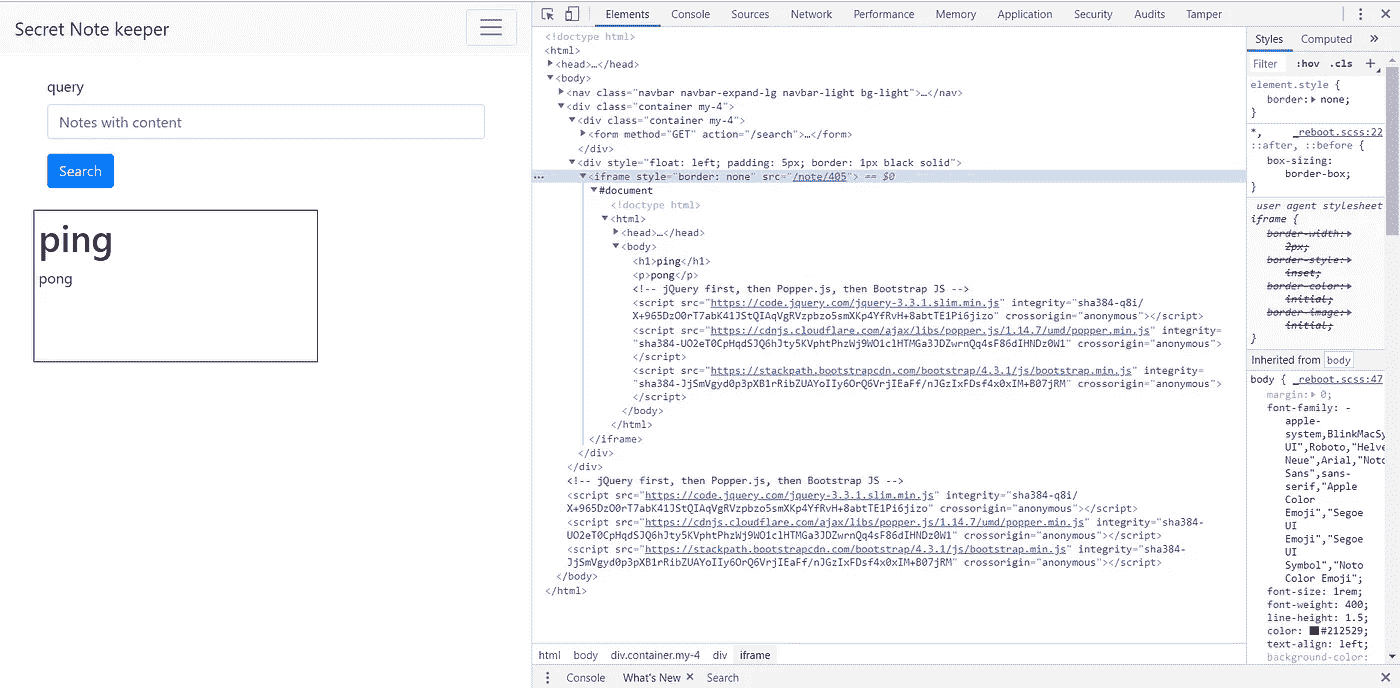 Secret Note keeper
query
Notes with content
Search
ping
pong
Elements Console Sources Network Performance Memory Application Security Audits Tamper
<!doctype html>
<html>
<head>…</head>
<body>
<nav class="navbar navbar-expand-lg navbar-light bg-light">…</nav>
<div class="container my-4">
<div class="container my-4">
<form method="GET" action="/search">…</form>
</div>
<div style="float: left; padding: 5px; border: 1px black solid">
… <iframe style="border: none" src="/note/405"> == $0
#document
<!doctype html>
<html>
<head>…</head>
<body>
<h1>ping</h1>
<p>pong</p>
<!-- jQuery first, then Popper.js, then Bootstrap JS -->
<script src="https://code.jquery.com/jquery-3.3.1.slim.min.js" integrity="sha384-q8i/
X+965DzO0rT7abK41JStQIAqVgRVzpbzo5smXKp4YfRvH+8abtTE1Pi6jizo" crossorigin="anonymous"></script>
<script src="https://cdnjs.cloudflare.com/ajax/libs/popper.js/1.14.7/umd/popper.min.js" integrity=
"sha384-UO2eT0CpHqdSJQ6hJty5KVphtPhzWj9WO1clHTMGa3JDZwrnQq4sF86dIHNDz0W1" crossorigin="anonymous">
</script>
<script src="https://stackpath.bootstrapcdn.com/bootstrap/4.3.1/js/bootstrap.min.js" integrity=
"sha384-JjSmVgyd0p3pXB1rRibZUAYoIIy6OrQ6VrjIEaFf/nJGzIxFDsf4x0xIM+B07jRM" crossorigin="anonymous">
</script>
</body>
</html>
</iframe>
</div>
</div>
<!-- jQuery first, then Popper.js, then Bootstrap JS -->
<script src="https://code.jquery.com/jquery-3.3.1.slim.min.js" integrity="sha384-q8i/
X+965DzO0rT7abK41JStQIAqVgRVzpbzo5smXKp4YfRvH+8abtTE1Pi6jizo" crossorigin="anonymous"></script>
<script src="https://cdnjs.cloudflare.com/ajax/libs/popper.js/1.14.7/umd/popper.min.js" integrity="sha384-
UO2eT0CpHqdSJQ6hJty5KVphtPhzWj9WO1clHTMGa3JDZwrnQq4sF86dIHNDz0W1" crossorigin="anonymous"></script>
<script src="https://stackpath.bootstrapcdn.com/bootstrap/4.3.1/js/bootstrap.min.js" integrity="sha384-
JjSmVgyd0p3pXB1rRibZUAYoIIy6OrQ6VrjIEaFf/nJGzIxFDsf4x0xIM+B07jRM" crossorigin="anonymous"></script>
</body>
</html>
html body div.container.my-4 div iframe
Console What's New × Search
Styles Computed »
Filter :hov .cls +
element.style {
border: none;
}
*, _reboot.scss:22
::after, ::before {
box-sizing:
border-box;
}
user agent stylesheet
iframe {
border-width:
2px;
border-style:
inset;
border-color:
initial;
border-image:
initial;
}
Inherited from body
body { _reboot.scss:47
margin: 0;
font-family: -
apple-
system,BlinkMacSy
UI",Roboto,"Helve
Neue",Arial,"Noto
Sans",sans-
serif,"Apple
Color
Emoji","Segoe
UI
Emoji","Segoe
UI
Symbol","Noto
Color Emoji";
font-size: 1rem;
font-weight: 400;
line-height: 1.5;
color: #212529;
text-align: left;
background-color: